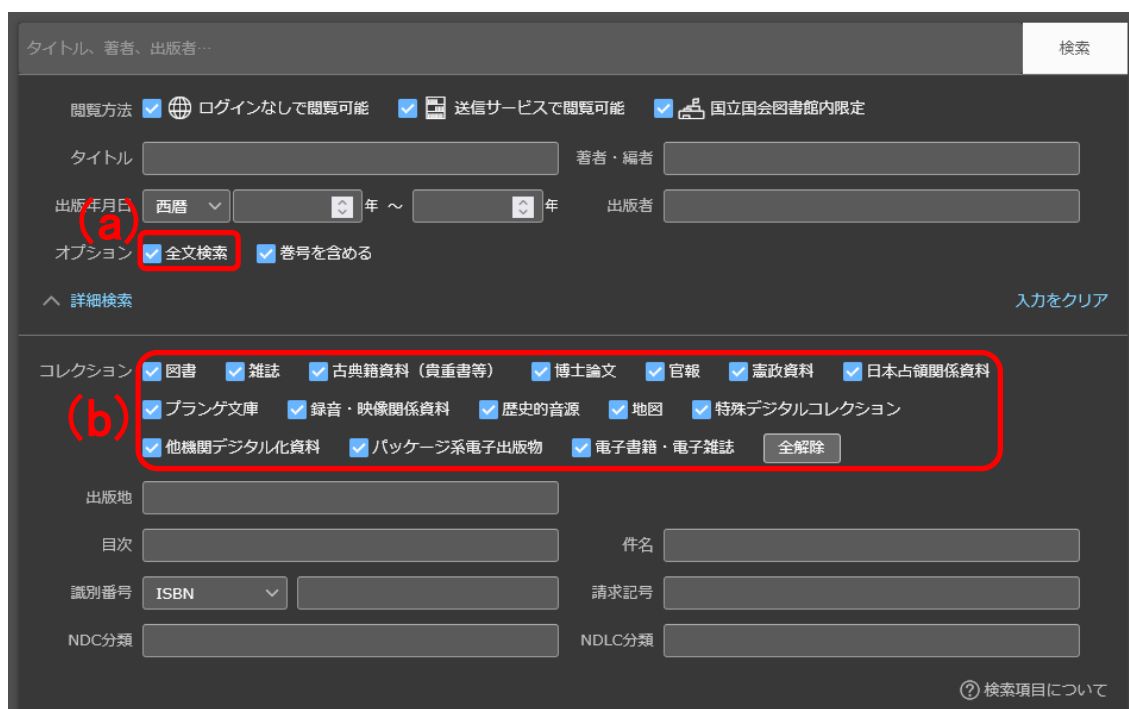 タイトル、著者、出版者… 検索
閲覧方法 ログインなしで閲覧可能 送信サービスで閲覧可能 国立国会図書館内限定
タイトル 著者・編者
出版年月日 西暦 年 ～ 年 出版者
(a)
オプション 全文検索 巻号を含める
詳細検索 入力をクリア
コレクション 図書 雑誌 古典籍資料（貴重書等） 博士論文 官報 憲政資料 日本占領関係資料
(b) プランゲ文庫 録音・映像関係資料 歴史的音源 地図 特殊デジタルコレクション
他機関デジタル化資料 パッケージ系電子出版物 電子書籍・電子雑誌 全解除
出版地
目次 件名
識別番号 ISBN 請求記号
NDC分類 NDLC分類
? 検索項目について